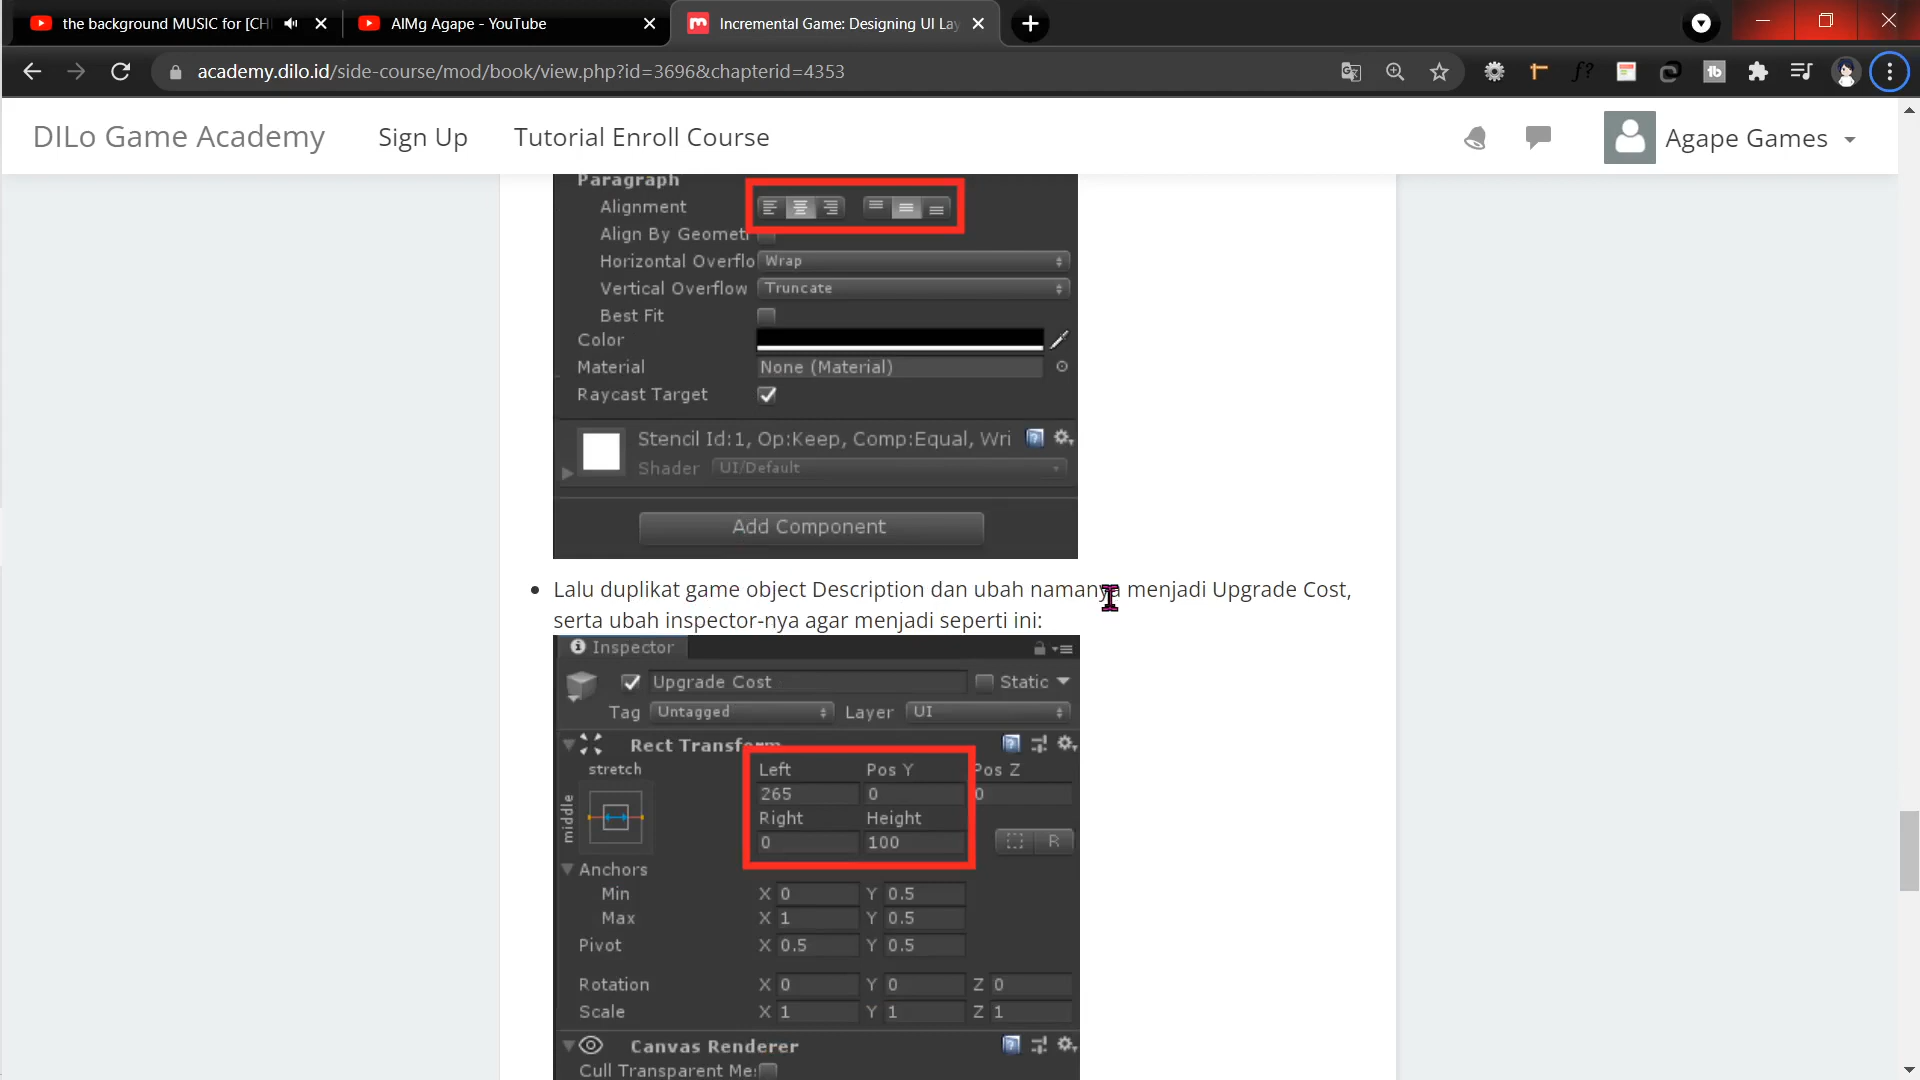 the background MUSIC for [CH
AlMg Agape - YouTube
Incremental Game: Designing UI Lay
academy.dilo.id/side-course/mod/book/view.php?id=3696&chapterid=4353
DILo Game Academy
Sign Up
Tutorial Enroll Course
Agape Games
Paragraph
Alignment
Align By Geometr
Horizontal Overflo Wrap
Vertical Overflow Truncate
Best Fit
Color
Material None (Material)
Raycast Target
Stencil Id:1, Op:Keep, Comp:Equal, Wri
Shader UI/Default
Add Component
Lalu duplikat game object Description dan ubah namanya menjadi Upgrade Cost,
serta ubah inspector-nya agar menjadi seperti ini:
Inspector
Upgrade Cost Static
Tag Untagged Layer UI
Rect Transform
stretch Left Pos Y Pos Z
middle 265 0 0
Right Height
0 100 R
Anchors
Min X 0 Y 0.5
Max X 1 Y 0.5
Pivot X 0.5 Y 0.5
Rotation X 0 Y 0 Z 0
Scale X 1 Y 1 Z 1
Canvas Renderer
Cull Transparent Mes